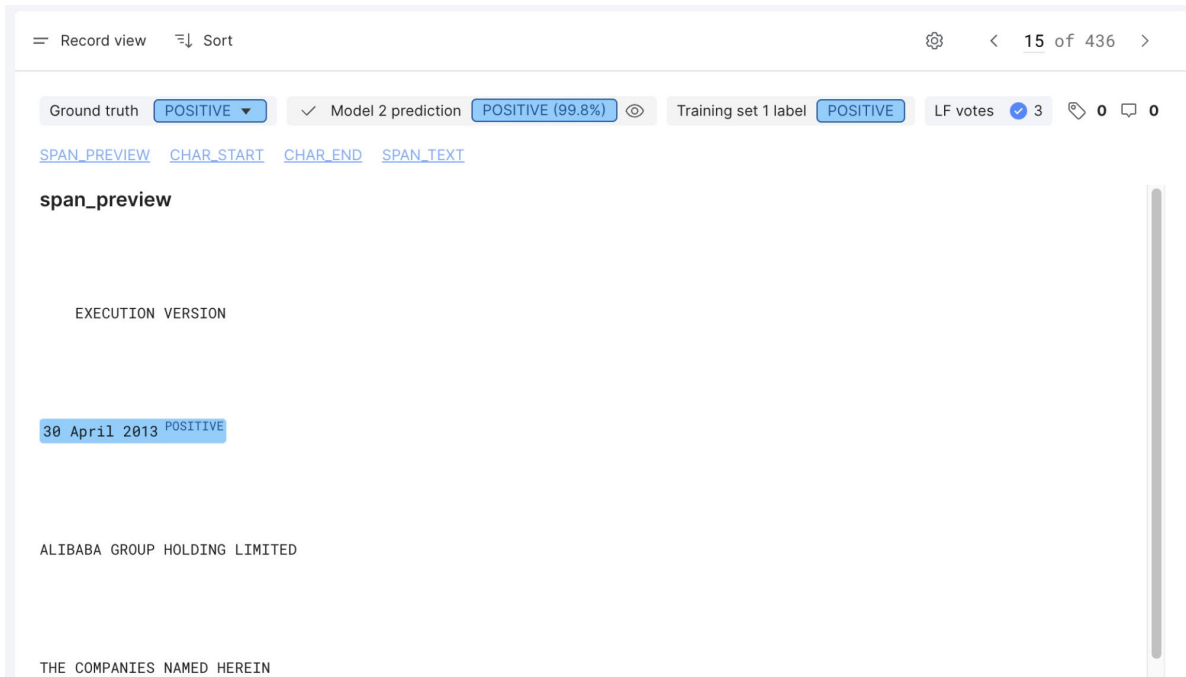 Record view Sort 15 of 436
Ground truth POSITIVE Model 2 prediction POSITIVE (99.8%) Training set 1 label POSITIVE LF votes 3 0 0
SPAN_PREVIEW CHAR_START CHAR_END SPAN_TEXT
span_preview
EXECUTION VERSION
30 April 2013 POSITIVE
ALIBABA GROUP HOLDING LIMITED
THE COMPANIES NAMED HEREIN